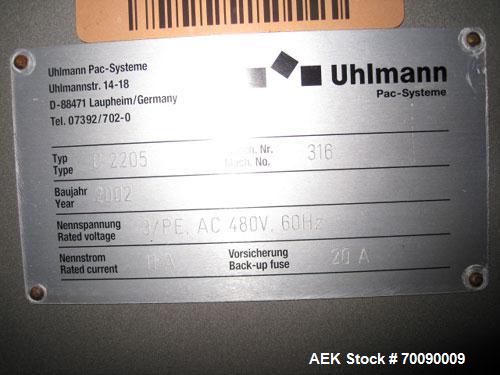 Uhlmann Pac-Systeme
Uhlmannstr. 14-18
D-88471 Laupheim/Germany
Tel. 07392/702-0
Uhlmann
Pac-Systeme
Typ
Type
2205
Nr.
Mach. No.
316
Baujahr
Year
2002
Nennspannung
Rated voltage
3/PE, AC 480V, 60Hz
Nennstrom
Rated current
A
Vorsicherung
Back-up fuse
20 A
AEK Stock # 70090009